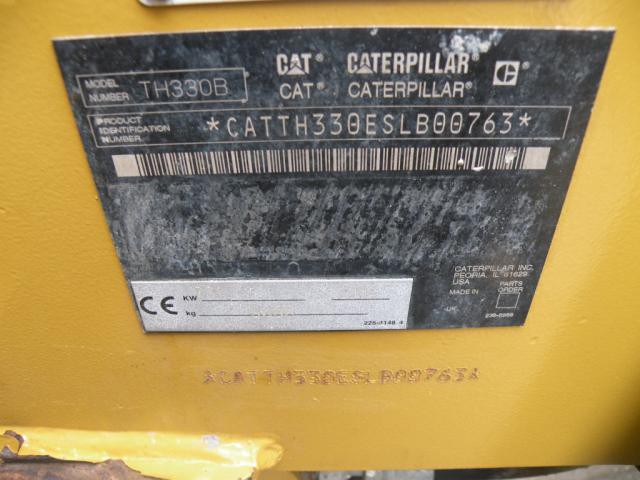 CAT® CATERPILLAR® C
MODEL NUMBER TH330B
CAT® CATERPILLAR®
PRODUCT IDENTIFICATION NUMBER *CATTH330ESLB00763*
CATERPILLAR INC.
PEORIA, IL 61629
USA
PARTS ORDER
MADE IN
UK
CE KW
kg
*CATTH330ESLB00763*